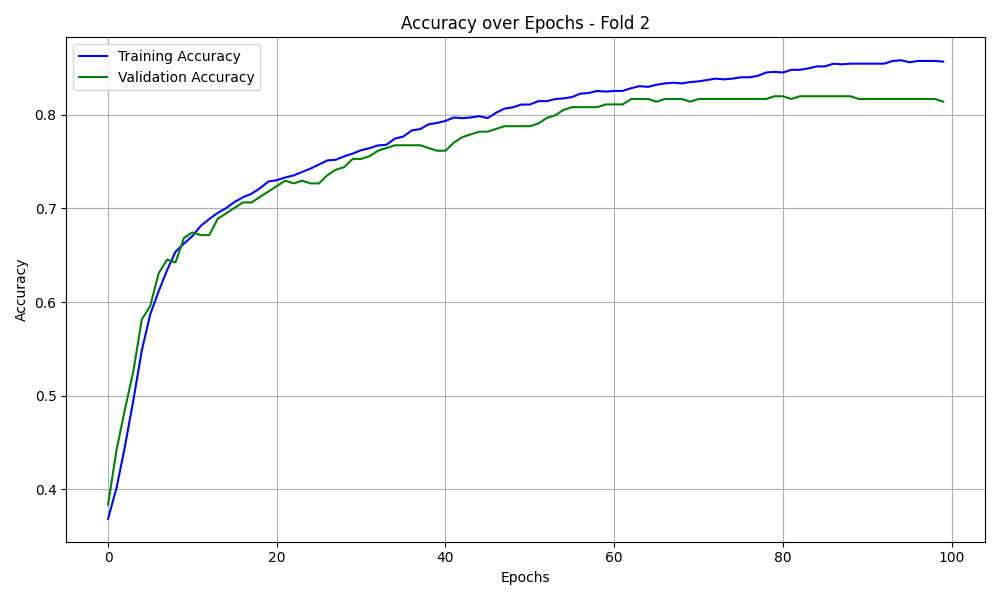 Accuracy over Epochs - Fold 2
Training Accuracy
Validation Accuracy
Accuracy
0.8
0.7
0.6
0.5
0.4
0 20 40 60 80 100
Epochs